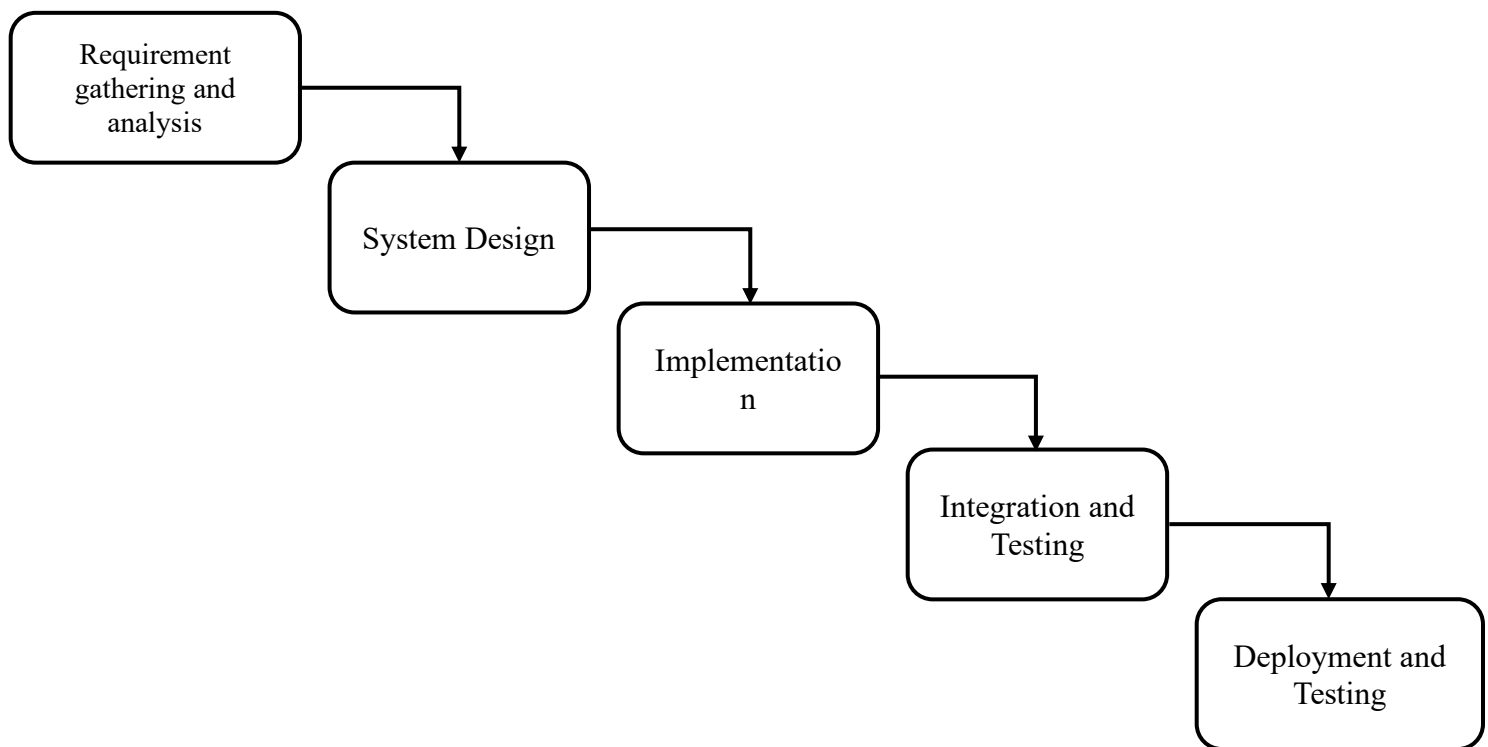 Requirement
gathering and
analysis
System Design
Implementatio
n
Integration and
Testing
Deployment and
Testing